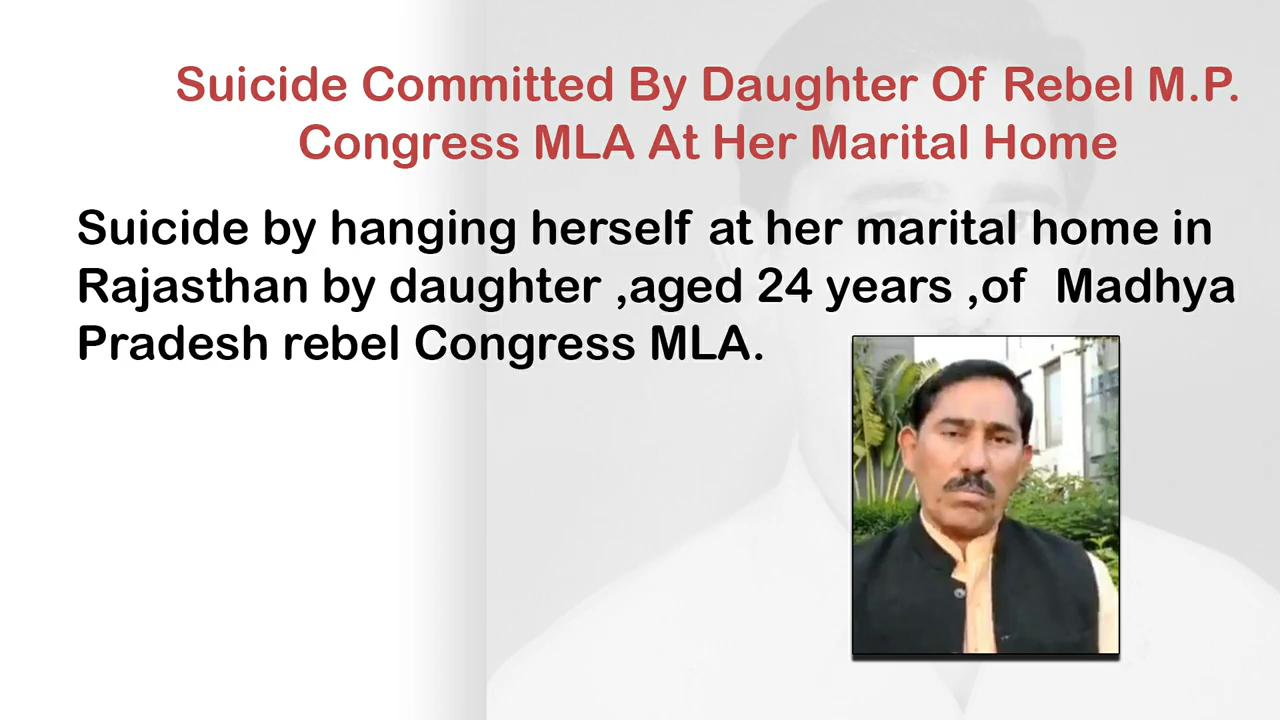 Suicide Committed By Daughter Of Rebel M.P.
Congress MLA At Her Marital Home
Suicide by hanging herself at her marital home in
Rajasthan by daughter ,aged 24 years ,of  Madhya
Pradesh rebel Congress MLA.